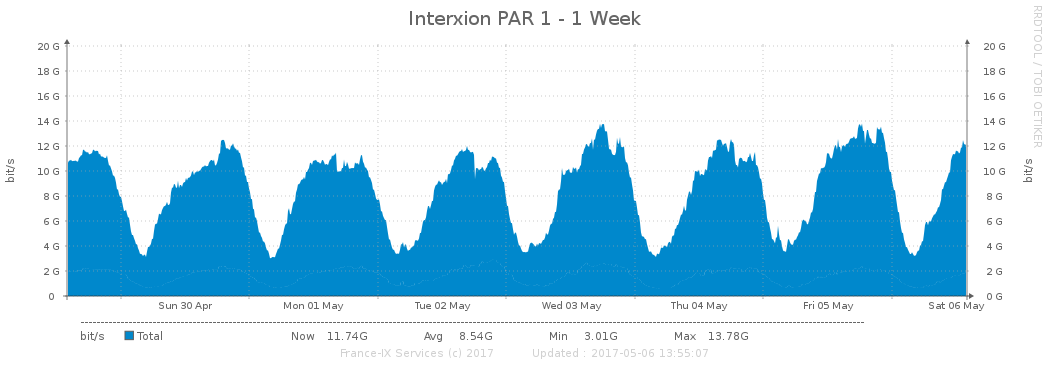 Interxion PAR 1 - 1 Week
RRDTOOL / TOBI OETIKER
20 G 20 G
18 G 18 G
16 G 16 G
14 G 14 G
12 G 12 G
10 G 10 G
8 G 8 G
6 G 6 G
4 G 4 G
2 G 2 G
0 0 G
bit/s bit/s
Sun 30 Apr Mon 01 May Tue 02 May Wed 03 May Thu 04 May Fri 05 May Sat 06 May
bit/s Total Now 11.74G Avg 8.54G Min 3.01G Max 13.78G
France-IX Services (c) 2017 Updated : 2017-05-06 13:55:07